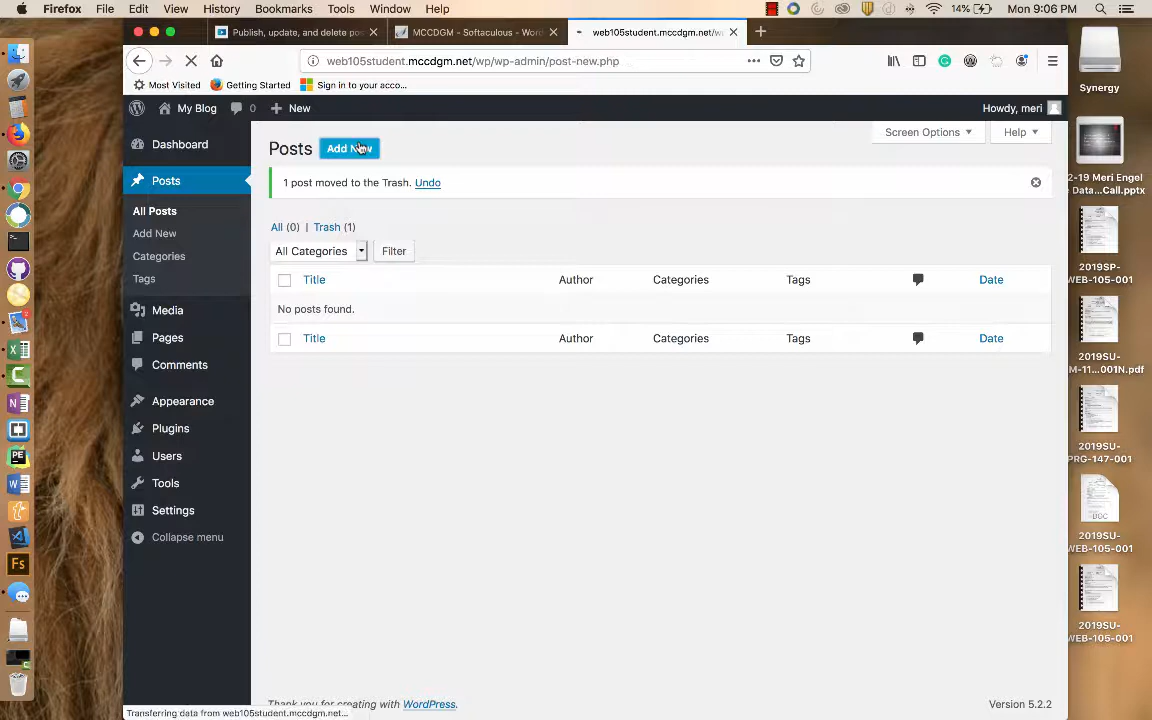 Firefox File Edit View History Bookmarks Tools Window Help 14% Mon 9:06 PM
Publish, update, and delete po
MCCDGM - Softaculous - Wor
web105student.mccdgm.net/w
web105student.mccdgm.net/wp/wp-admin/post-new.php
Most Visited Getting Started Sign in to your acco...
My Blog 0 New Howdy, meri
Dashboard
Posts
All Posts
Add New
Categories
Tags
Media
Pages
Comments
Appearance
Plugins
Users
Tools
Settings
Collapse menu
Screen Options Help
Posts Add New
1 post moved to the Trash. Undo
All (0) | Trash (1)
All Categories Filter
Title Author Categories Tags Date
No posts found.
Title Author Categories Tags Date
Thank you for creating with WordPress.
Version 5.2.2
Transferring data from web105student.mccdgm.net...
Synergy
2-19 Meri Engel
e Data...Call.pptx
2019SP-
WEB-105-001
2019SU-
M-11...001N.pdf
2019SU-
PRG-147-001
DOC
2019SU-
WEB-105-001
2019SU-
WEB-105-001
Fs